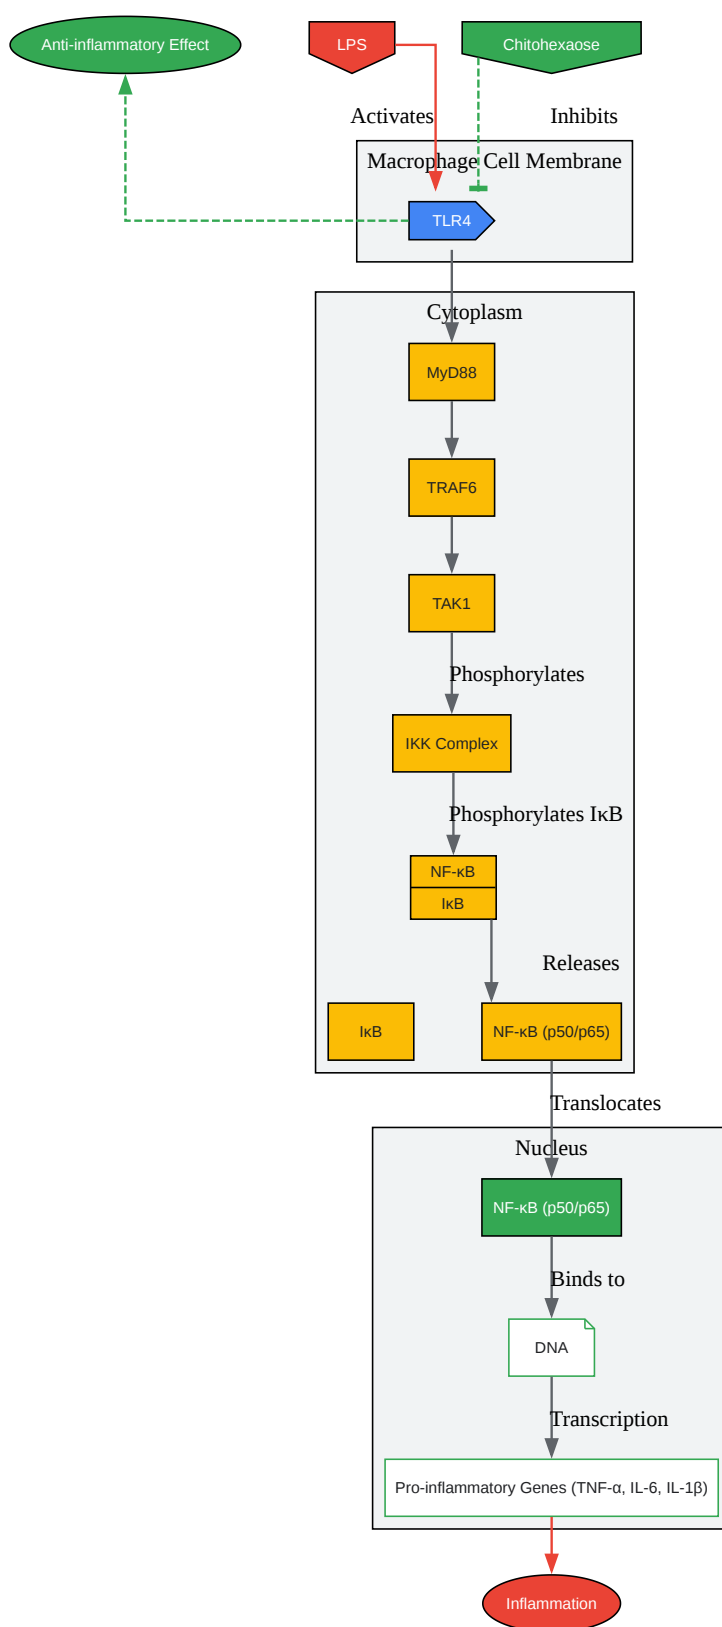 Anti-inflammatory Effect
LPS
Chitohexaose
Activates
Inhibits
Macrophage Cell Membrane
TLR4
Cytoplasm
MyD88
TRAF6
TAK1
Phosphorylates
IKK Complex
Phosphorylates IκB
NF-κB
IκB
Releases
IκB
NF-κB (p50/p65)
Translocates
Nucleus
NF-κB (p50/p65)
Binds to
DNA
Transcription
Pro-inflammatory Genes (TNF-α, IL-6, IL-1β)
Inflammation